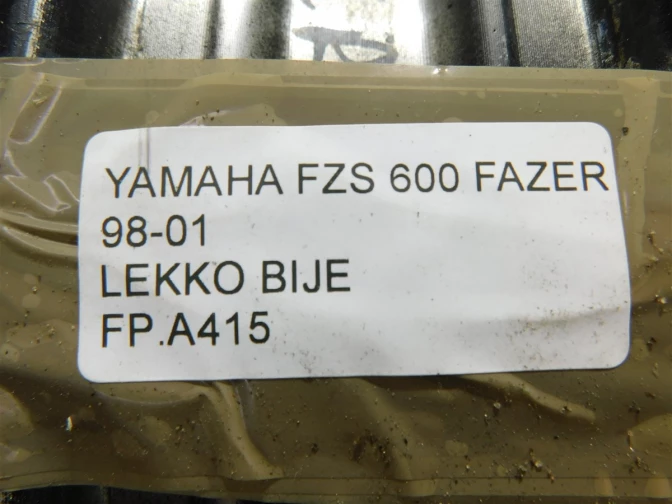 YAMAHA FZS 600 FAZER
98-01
LEKKO BIJE
FP.A415